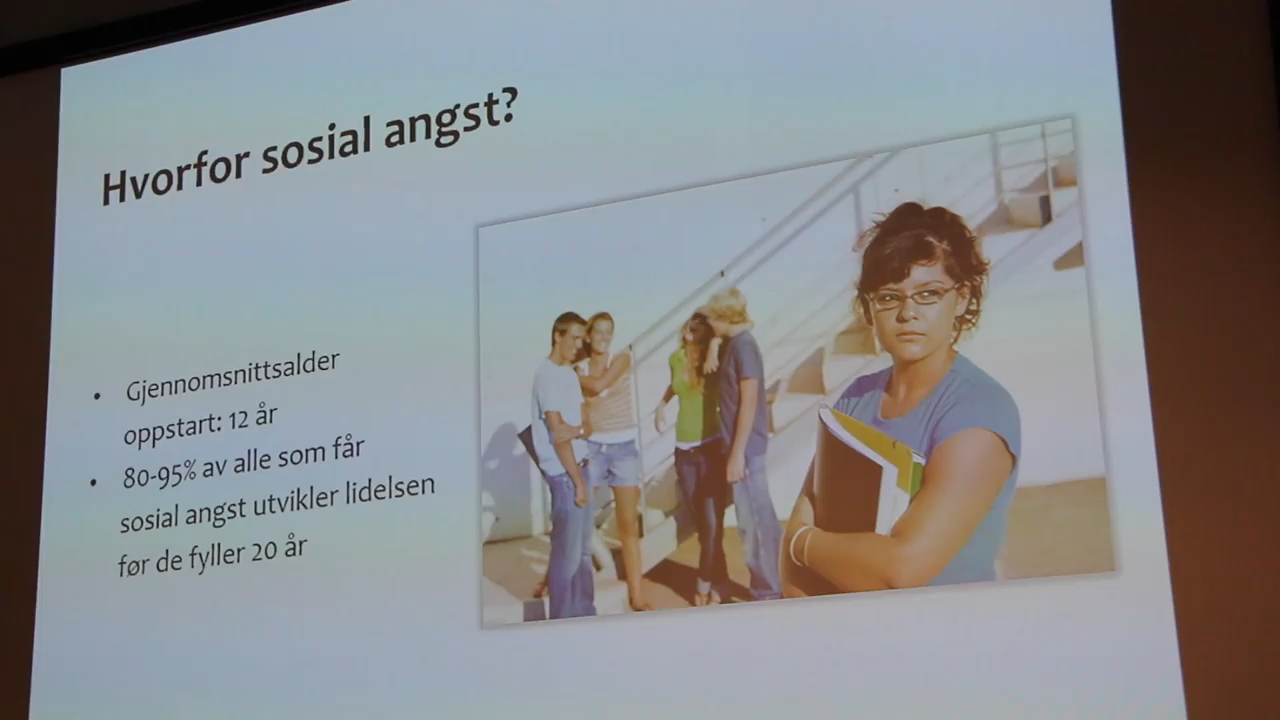 Hvorfor sosial angst?
• Gjennomsnittsalder
oppstart: 12 år
• 80-95% av alle som får
sosial angst utvikler lidelsen
før de fyller 20 år